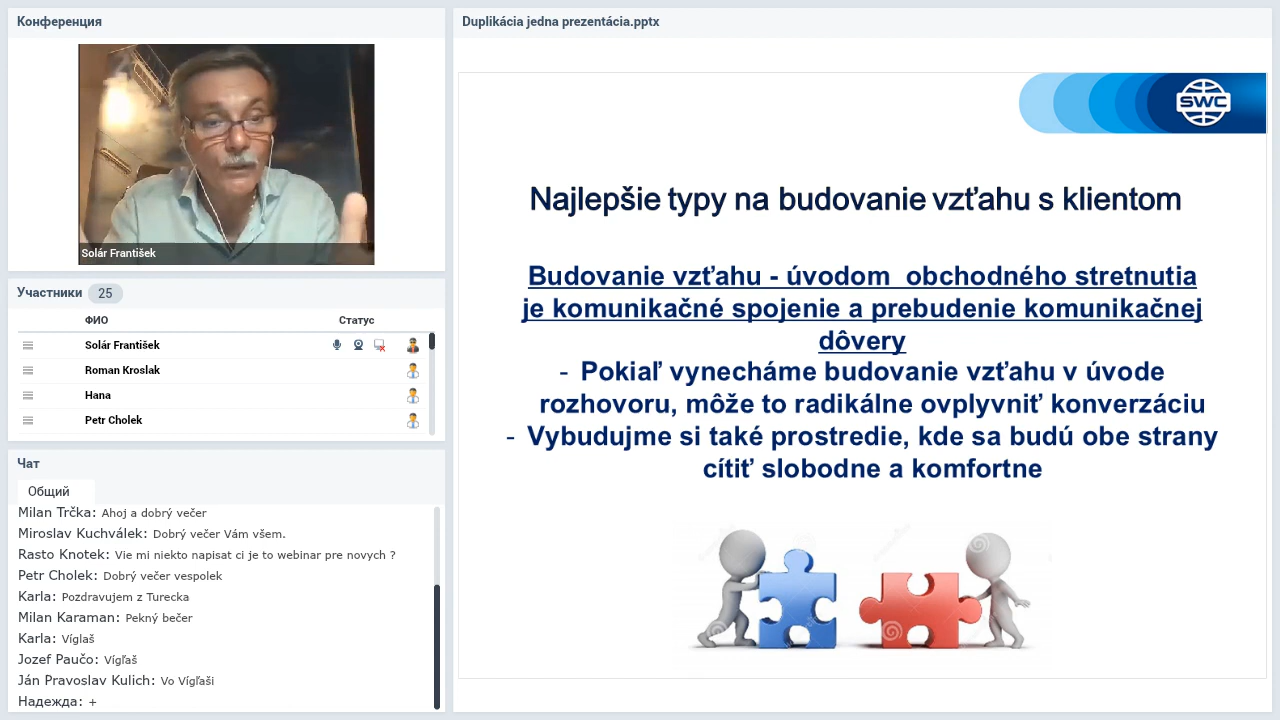 Конференция
Solár František
Участники 25
ФИО Статус
Solár František
Roman Kroslak
Hana
Petr Cholek
Чат
Общий
Milan Trčka: Ahoj a dobrý večer
Miroslav Kuchválek: Dobrý večer Vám všem.
Rasto Knotek: Vie mi niekto napisat ci je to webinar pre novych ?
Petr Cholek: Dobrý večer vespolek
Karla: Pozdravujem z Turecka
Milan Karaman: Pekný bečer
Karla: Víglaš
Jozef Paučo: Vígľaš
Ján Pravoslav Kulich: Vo Vígľaši
Надежда: +
Duplikácia jedna prezentácia.pptx
SWC
Najlepšie typy na budovanie vzťahu s klientom
Budovanie vzťahu - úvodom obchodného stretnutia
je komunikačné spojenie a prebudenie komunikačnej
dôvery
- Pokiaľ vynecháme budovanie vzťahu v úvode
rozhovoru, môže to radikálne ovplyvniť konverzáciu
- Vybudujme si také prostredie, kde sa budú obe strany
cítiť slobodne a komfortne